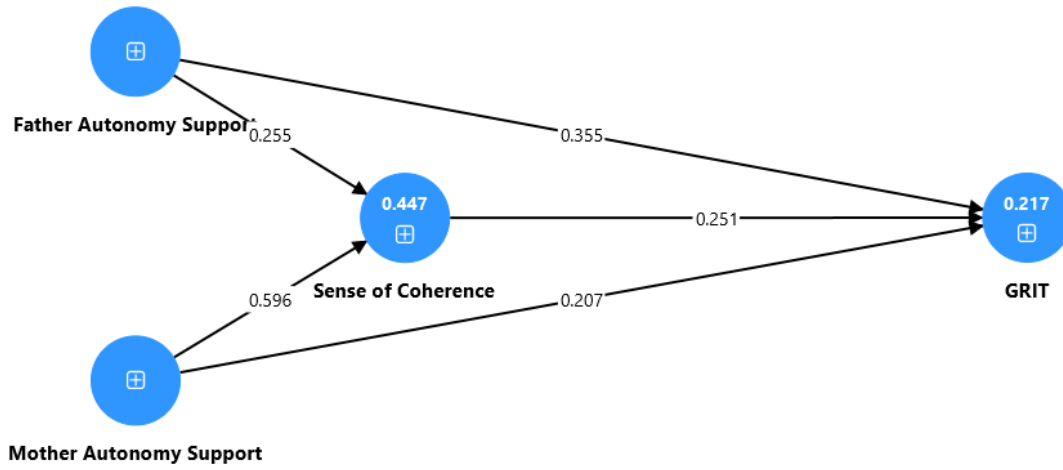 Father Autonomy Support
0.255
0.355
0.447
0.217
0.251
Sense of Coherence
GRIT
0.596
0.207
Mother Autonomy Support